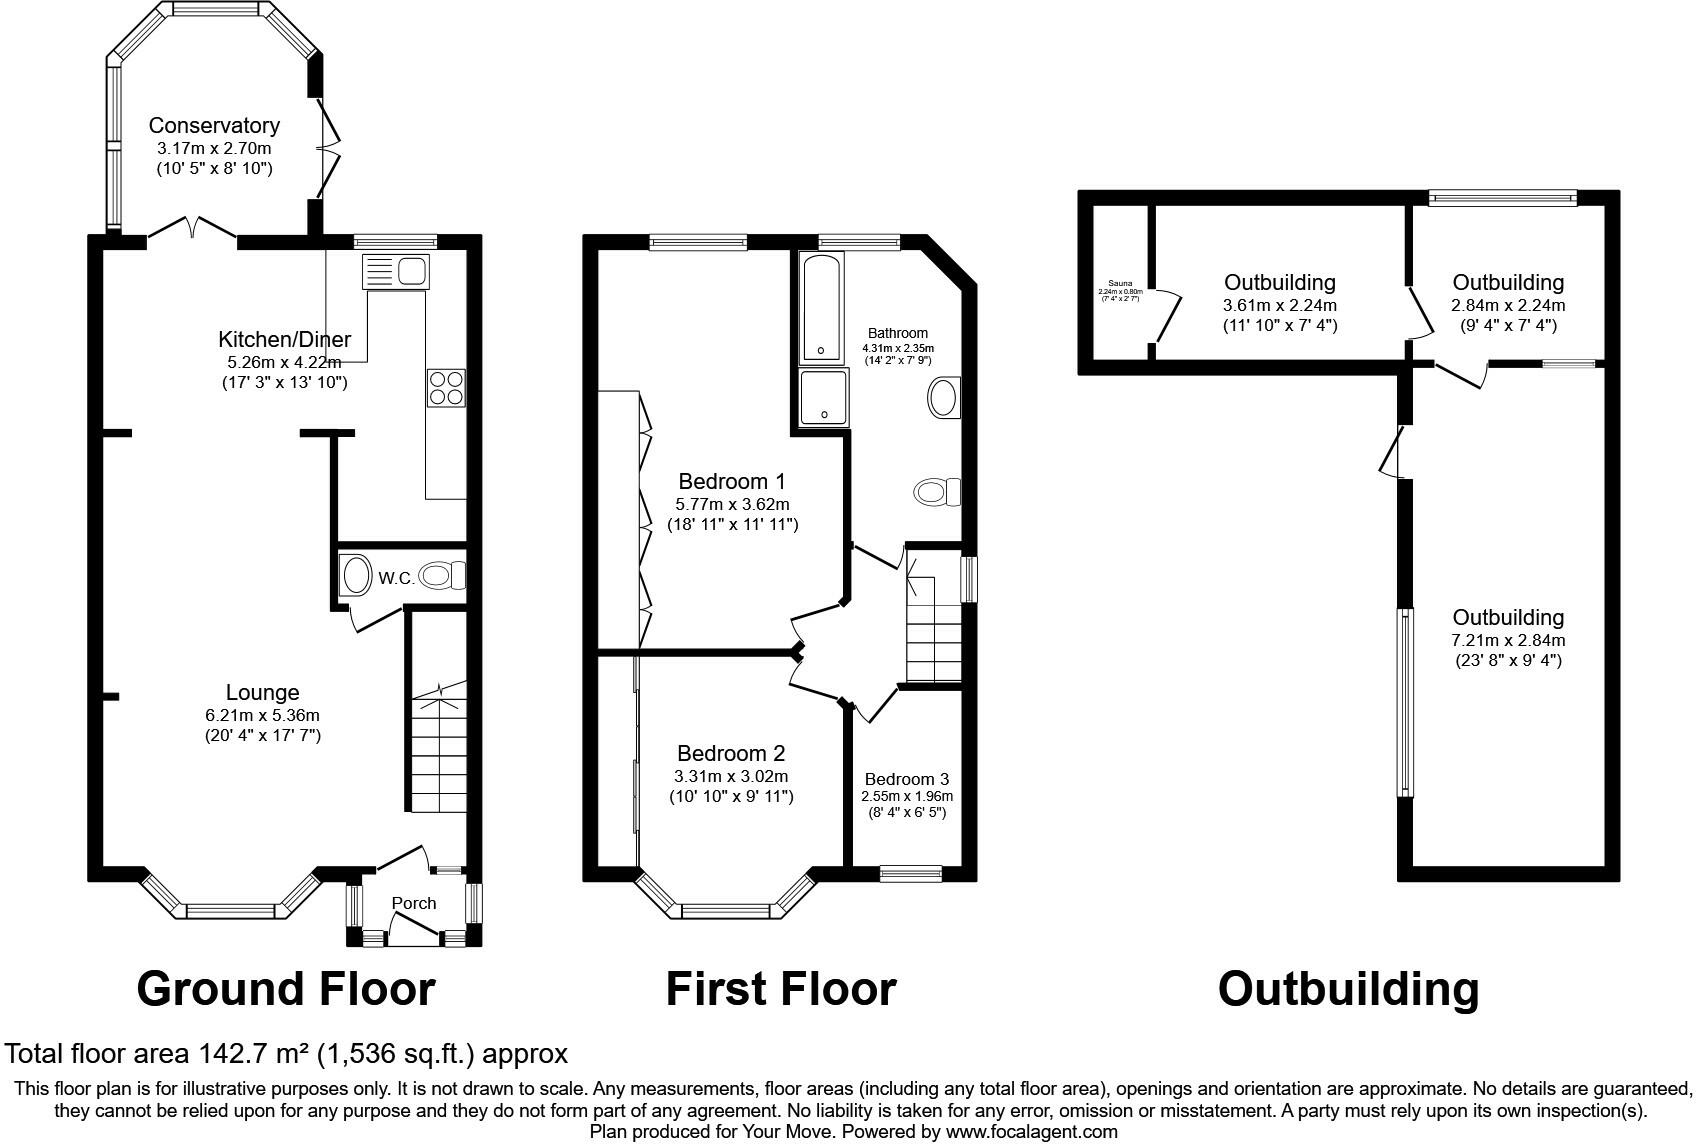 Conservatory
3.17m x 2.70m
(10' 5" x 8' 10")
Kitchen/Diner
5.26m x 4.22m
(17' 3" x 13' 10")
W.C.
Lounge
6.21m x 5.36m
(20' 4" x 17' 7")
Porch
Ground Floor
Bathroom
4.31m x 2.35m
(14' 2" x 7' 9")
Bedroom 1
5.77m x 3.62m
(18' 11" x 11' 11")
Bedroom 2
3.31m x 3.02m
(10' 10" x 9' 11")
Bedroom 3
2.55m x 1.96m
(8' 4" x 6' 5")
First Floor
Sauna
2.24m x 0.80m
(7' 4" x 2' 7")
Outbuilding
3.61m x 2.24m
(11' 10" x 7' 4")
Outbuilding
2.84m x 2.24m
(9' 4" x 7' 4")
Outbuilding
7.21m x 2.84m
(23' 8" x 9' 4")
Outbuilding
Total floor area 142.7 m² (1,536 sq.ft.) approx
This floor plan is for illustrative purposes only. It is not drawn to scale. Any measurements, floor areas (including any total floor area), openings and orientation are approximate. No details are guaranteed,
they cannot be relied upon for any purpose and they do not form part of any agreement. No liability is taken for any error, omission or misstatement. A party must rely upon its own inspection(s).
Plan produced for Your Move. Powered by www.focalagent.com